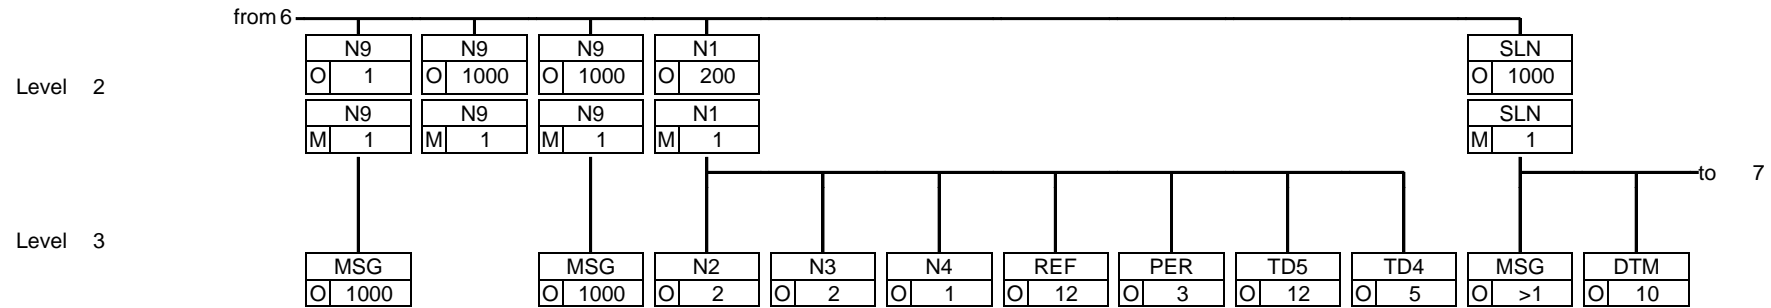 from 6
N9 N9 N9 N1 SLN
O 1 O 1000 O 1000 O 200 O 1000
Level 2
N9 N9 N9 N1 SLN
M 1 M 1 M 1 M 1 M 1
to 7
Level 3
MSG MSG N2 N3 N4 REF PER TD5 TD4 MSG DTM
O 1000 O 1000 O 2 O 2 O 1 O 12 O 3 O 12 O 5 O >1 O 10